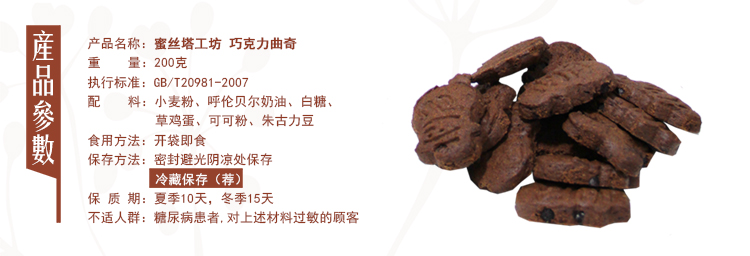 産品參數
产品名称：蜜丝塔工坊 巧克力曲奇
重　　量：200克
执行标准：GB/T20981-2007
配　　料：小麦粉、呼伦贝尔奶油、白糖、
草鸡蛋、可可粉、朱古力豆
食用方法：开袋即食
保存方法：密封避光阴凉处保存
冷藏保存（荐）
保 质 期：夏季10天，冬季15天
不适人群：糖尿病患者,对上述材料过敏的顾客